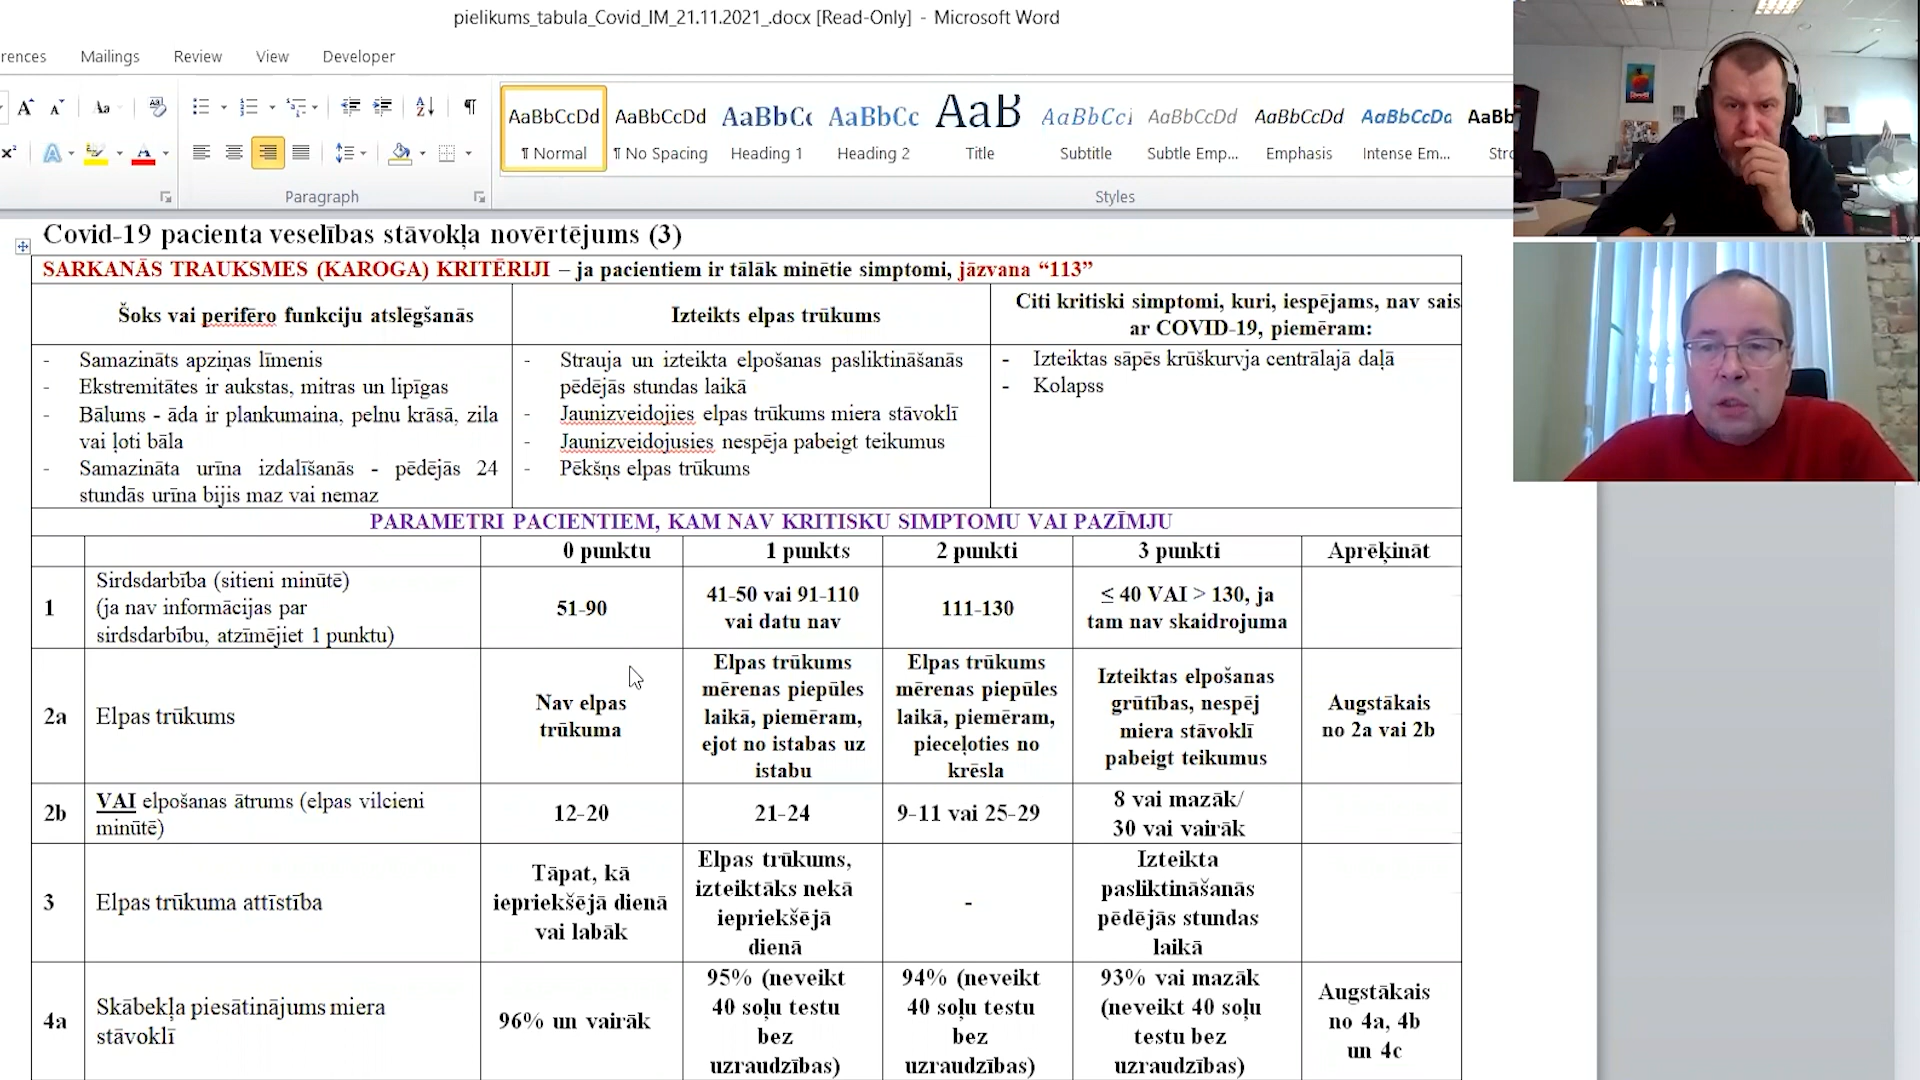 pielikums_tabula_Covid_IM_21.11.2021_.docx [Read-Only] - Microsoft Word
rences Mailings Review View Developer
AaBbCcDd AaBbCcDd AaBbCc AaBbCc AaB AaBbCcI AaBbCcDd AaBbCcDd AaBbCcDc AaBb
¶ Normal ¶ No Spacing Heading 1 Heading 2 Title Subtitle Subtle Emp... Emphasis Intense Em... Stro
Paragraph Styles
Covid-19 pacienta veselības stāvokļa novērtējums (3)
SARKANĀS TRAUKSMES (KAROGA) KRITĒRIJI – ja pacientiem ir tālāk minētie simptomi, jāzvana “113”
Šoks vai perifēro funkciju atslēgšanās
Izteikts elpas trūkums
Citi kritiski simptomi, kuri, iespējams, nav sais
ar COVID-19, piemēram:
- Samazināts apziņas līmenis
- Ekstremitātes ir aukstas, mitras un lipīgas
- Bālums - āda ir plankumaina, pelnu krāsā, zila
vai ļoti bāla
- Samazināta urīna izdalīšanās - pēdējās 24
stundās urīna bijis maz vai nemaz
- Strauja un izteikta elpošanas pasliktināšanās
pēdējās stundas laikā
- Jaunizveidojies elpas trūkums miera stāvoklī
- Jaunizveidojusies nespēja pabeigt teikumus
- Pēkšņs elpas trūkums
- Izteiktas sāpēs krūškurvja centrālajā daļā
- Kolapss
PARAMETRI PACIENTIEM, KAM NAV KRITISKU SIMPTOMU VAI PAZĪMJU
0 punktu 1 punkts 2 punkti 3 punkti Aprēķināt
1
Sirdsdarbība (sitieni minūtē)
(ja nav informācijas par
sirdsdarbību, atzīmējiet 1 punktu)
51-90
41-50 vai 91-110
vai datu nav
111-130
≤ 40 VAI > 130, ja
tam nav skaidrojuma
2a
Elpas trūkums
Nav elpas
trūkuma
Elpas trūkums
mērenas piepūles
laikā, piemēram,
ejot no istabas uz
istabu
Elpas trūkums
mērenas piepūles
laikā, piemēram,
pieceļoties no
krēsla
Izteiktas elpošanas
grūtības, nespēj
miera stāvoklī
pabeigt teikumus
Augstākais
no 2a vai 2b
2b
VAI elpošanas ātrums (elpas vilcieni
minūtē)
12-20
21-24
9-11 vai 25-29
8 vai mazāk/
30 vai vairāk
3
Elpas trūkuma attīstība
Tāpat, kā
iepriekšējā dienā
vai labāk
Elpas trūkums,
izteiktāks nekā
iepriekšējā
dienā
-
Izteikta
pasliktināšanās
pēdējās stundas
laikā
4a
Skābekļa piesātinājums miera
stāvoklī
96% un vairāk
95% (neveikt
40 soļu testu
bez
uzraudzības)
94% (neveikt
40 soļu testu
bez
uzraudzības)
93% vai mazāk
(neveikt 40 soļu
testu bez
uzraudzības)
Augstākais
no 4a, 4b
un 4c